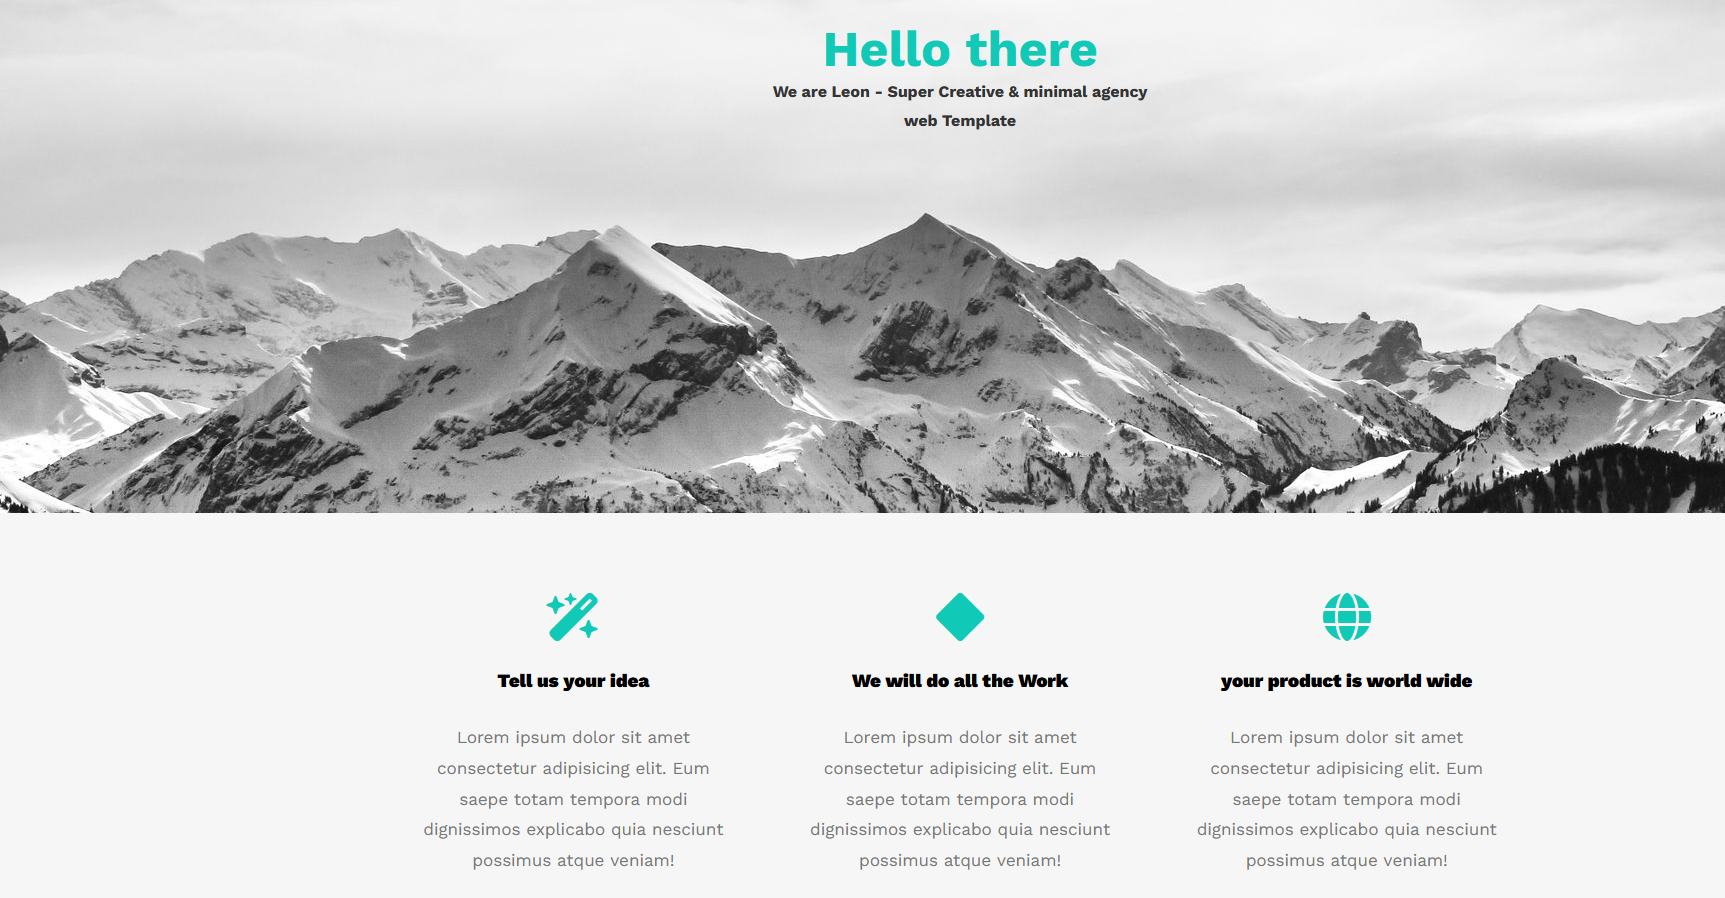 Hello there
We are Leon - Super Creative & minimal agency
web Template
Tell us your idea
Lorem ipsum dolor sit amet
consectetur adipisicing elit. Eum
saepe totam tempora modi
dignissimos explicabo quia nesciunt
possimus atque veniam!
We will do all the Work
Lorem ipsum dolor sit amet
consectetur adipisicing elit. Eum
saepe totam tempora modi
dignissimos explicabo quia nesciunt
possimus atque veniam!
your product is world wide
Lorem ipsum dolor sit amet
consectetur adipisicing elit. Eum
saepe totam tempora modi
dignissimos explicabo quia nesciunt
possimus atque veniam!